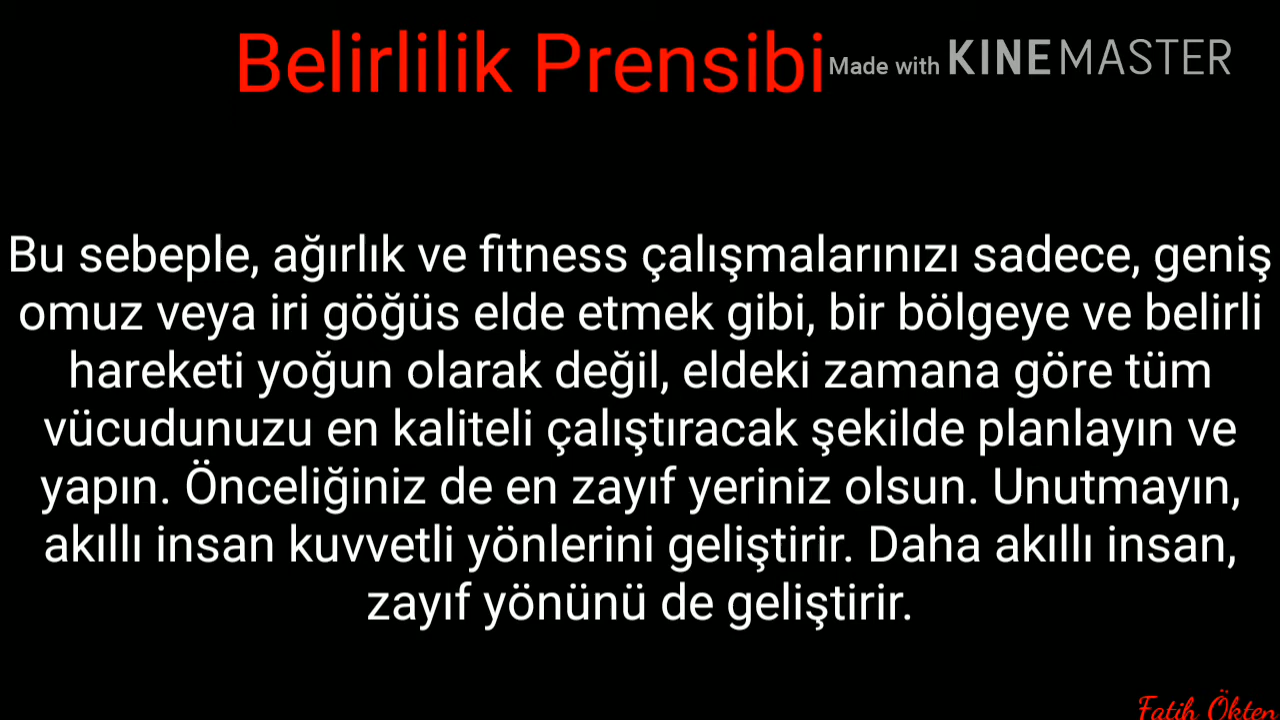 Belirlilik Prensibi
Made with KINEMASTER
Bu sebeple, ağırlık ve fitness çalışmalarınızı sadece, geniş
omuz veya iri göğüs elde etmek gibi, bir bölgeye ve belirli
hareketi yoğun olarak değil, eldeki zamana göre tüm
vücudunuzu en kaliteli çalıştıracak şekilde planlayın ve
yapın. Önceliğiniz de en zayıf yeriniz olsun. Unutmayın,
akıllı insan kuvvetli yönlerini geliştirir. Daha akıllı insan,
zayıf yönünü de geliştirir.
Fatih Ökten